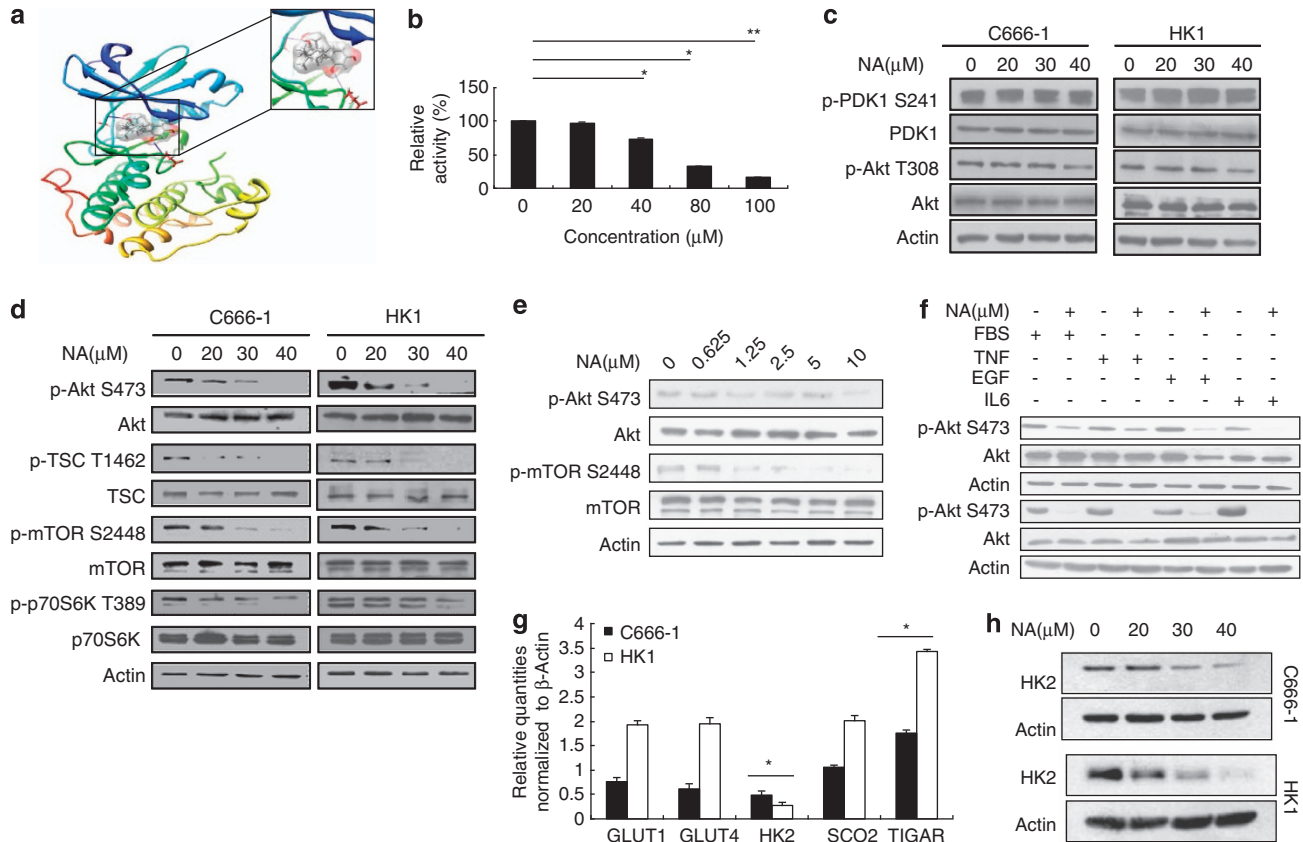 a
b
**
*
*
Relative activity (%)
150
100
50
0
0 20 40 80 100
Concentration (µM)
c
C666-1 HK1
NA(µM) 0 20 30 40 0 20 30 40
p-PDK1 S241
PDK1
p-Akt T308
Akt
Actin
d
C666-1 HK1
NA(µM) 0 20 30 40 0 20 30 40
p-Akt S473
Akt
p-TSC T1462
TSC
p-mTOR S2448
mTOR
p-p70S6K T389
p70S6K
Actin
e
NA(µM) 0 0.625 1.25 2.5 5 10
p-Akt S473
Akt
p-mTOR S2448
mTOR
Actin
f
NA(µM) - + - + - + - +
FBS + + - - - - - -
TNF - - + + - - - -
EGF - - - - + + - -
IL6 - - - - - - + +
p-Akt S473
Akt
Actin
p-Akt S473
Akt
Actin
g
C666-1
HK1
Relative quantities
normalized to β-Actin
4
3.5
3
2.5
2
1.5
1
0.5
0
*
*
GLUT1 GLUT4 HK2 SCO2 TIGAR
h
NA(µM) 0 20 30 40
HK2
Actin
C666-1
HK2
Actin
HK1